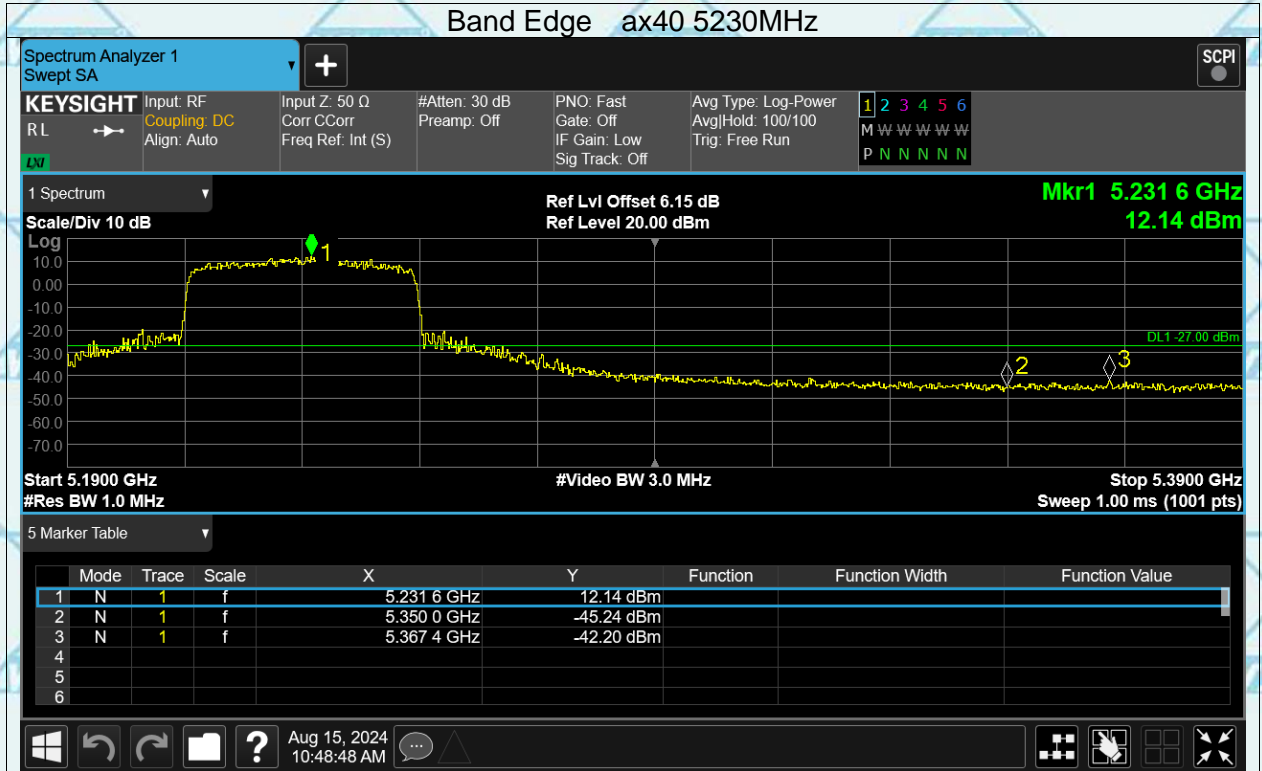 Band Edge ax40 5230MHz
Spectrum Analyzer 1
Swept SA
+
SCPI
KEYSIGHT
R L
LXI
Input: RF
Coupling: DC
Align: Auto
Input Z: 50 Ω
Corr CCorr
Freq Ref: Int (S)
#Atten: 30 dB
Preamp: Off
PNO: Fast
Gate: Off
IF Gain: Low
Sig Track: Off
Avg Type: Log-Power
Avg|Hold: 100/100
Trig: Free Run
1 2 3 4 5 6
M W W W W W
P N N N N N
1 Spectrum
Scale/Div 10 dB
Ref Lvl Offset 6.15 dB
Ref Level 20.00 dBm
Mkr1 5.231 6 GHz
12.14 dBm
Log
10.0
0.00
-10.0
-20.0
-30.0
-40.0
-50.0
-60.0
-70.0
1
2
3
DL1 -27.00 dBm
Start 5.1900 GHz
#Res BW 1.0 MHz
#Video BW 3.0 MHz
Stop 5.3900 GHz
Sweep 1.00 ms (1001 pts)
5 Marker Table
Mode Trace Scale X Y Function Function Width Function Value
1 N 1 f 5.231 6 GHz 12.14 dBm
2 N 1 f 5.350 0 GHz -45.24 dBm
3 N 1 f 5.367 4 GHz -42.20 dBm
4
5
6
?
Aug 15, 2024
10:48:48 AM